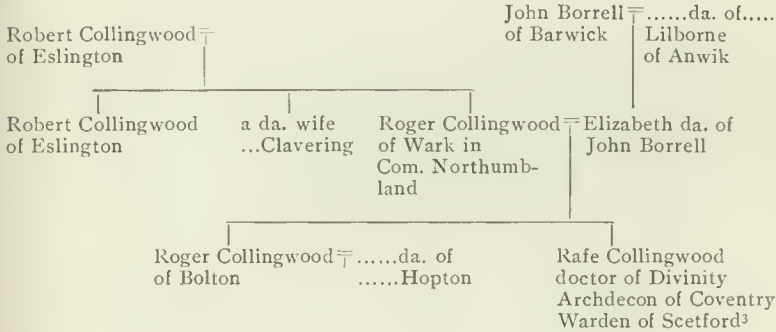 John Borrell ......da. of.....
of Barwick Lilborne
of Anwik
Robert Collingwood
of Eslington
Robert Collingwood
of Eslington
a da. wife
...Clavering
Roger Collingwood
of Wark in
Com. Northumb-
land
Elizabeth da. of
John Borrell
Roger Collingwood ......da. of
of Bolton ......Hopton
Rafe Collingwood
doctor of Divinity
Archdecon of Coventry
Warden of Scetford³